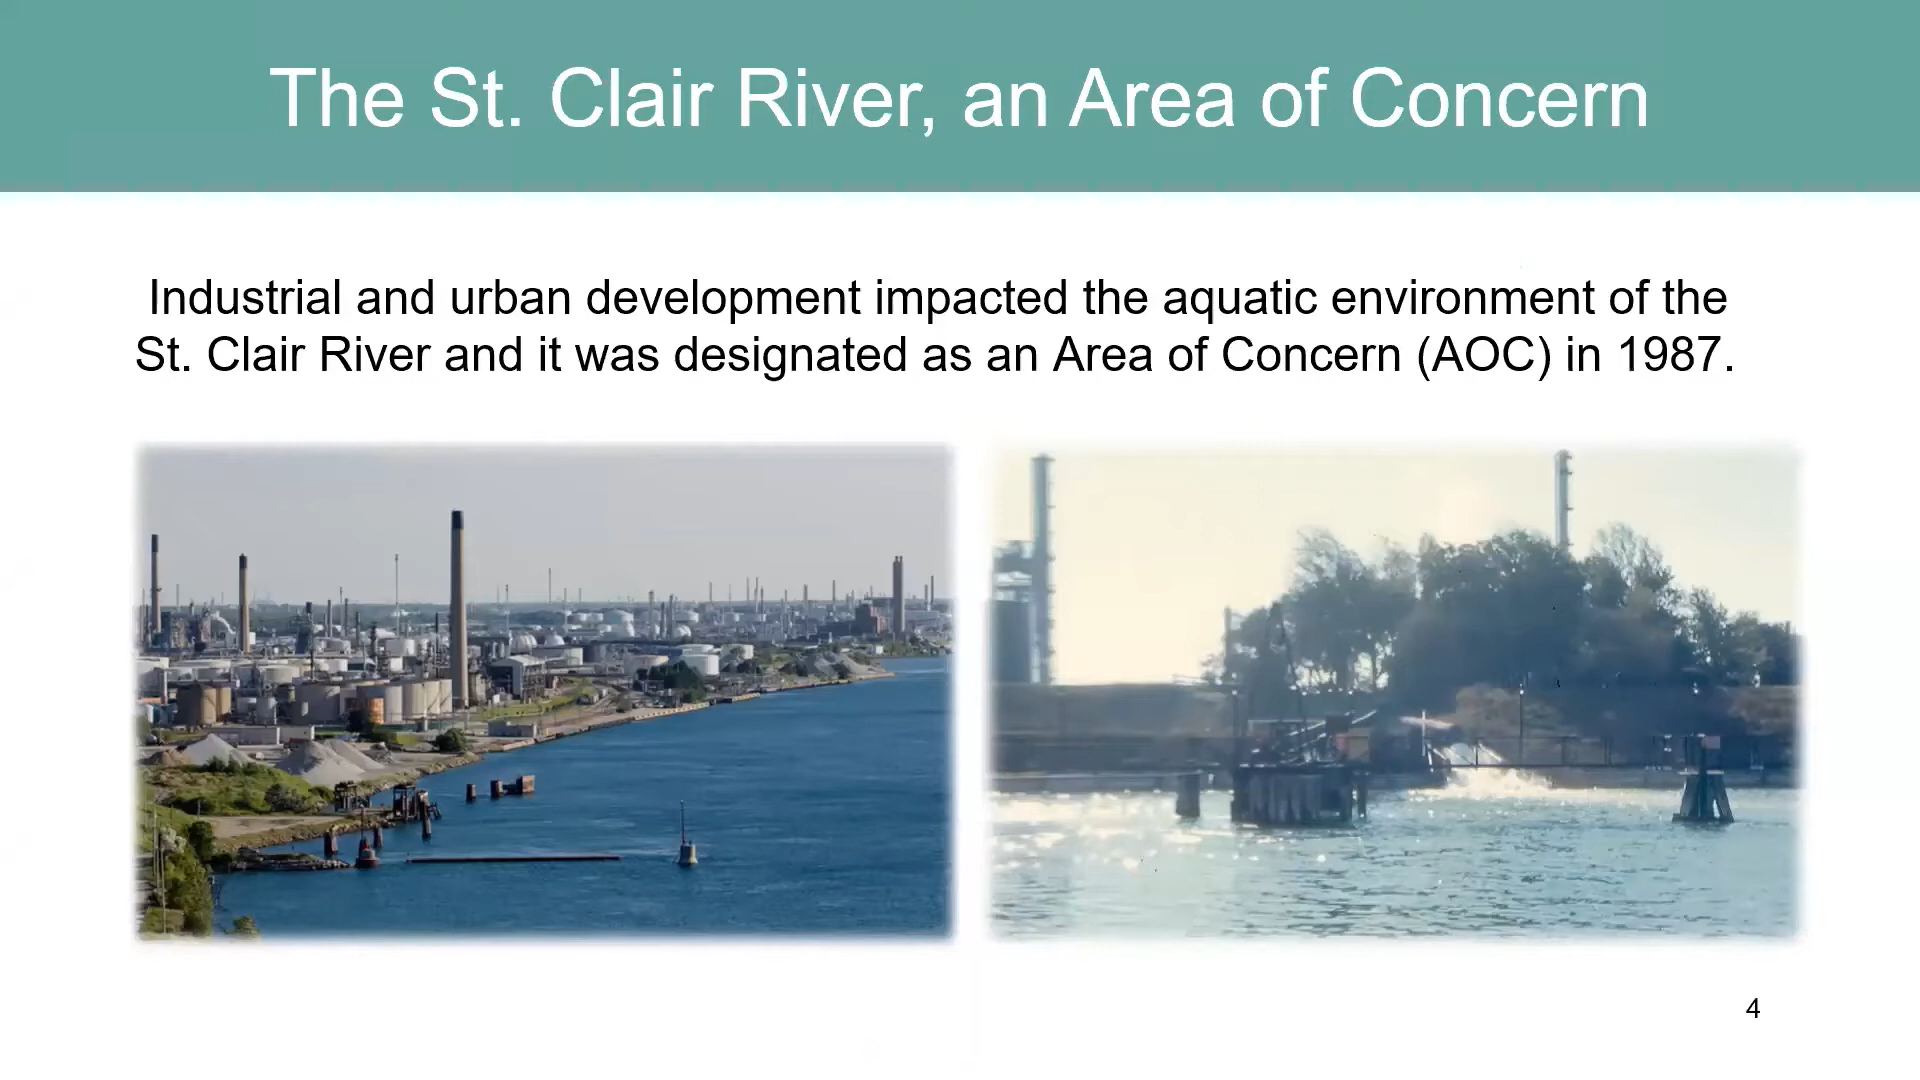 The St. Clair River, an Area of Concern
Industrial and urban development impacted the aquatic environment of the
St. Clair River and it was designated as an Area of Concern (AOC) in 1987.
4